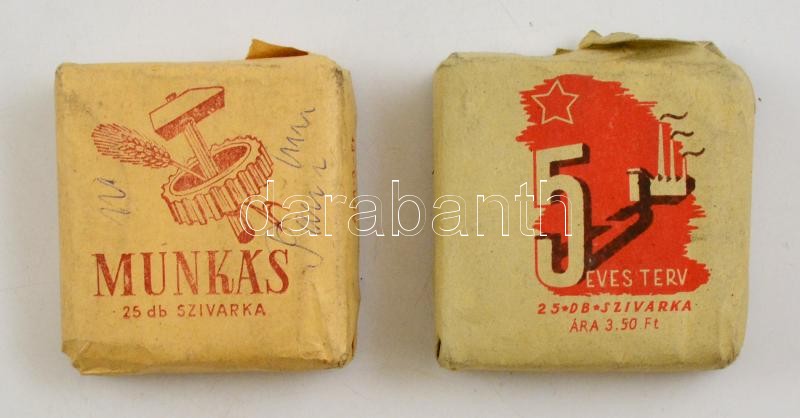 MUNKÁS
25 db SZIVARKA
5
ÉVES TERV
25★DB★SZIVARKA
ÁRA 3.50 Ft
darabanth